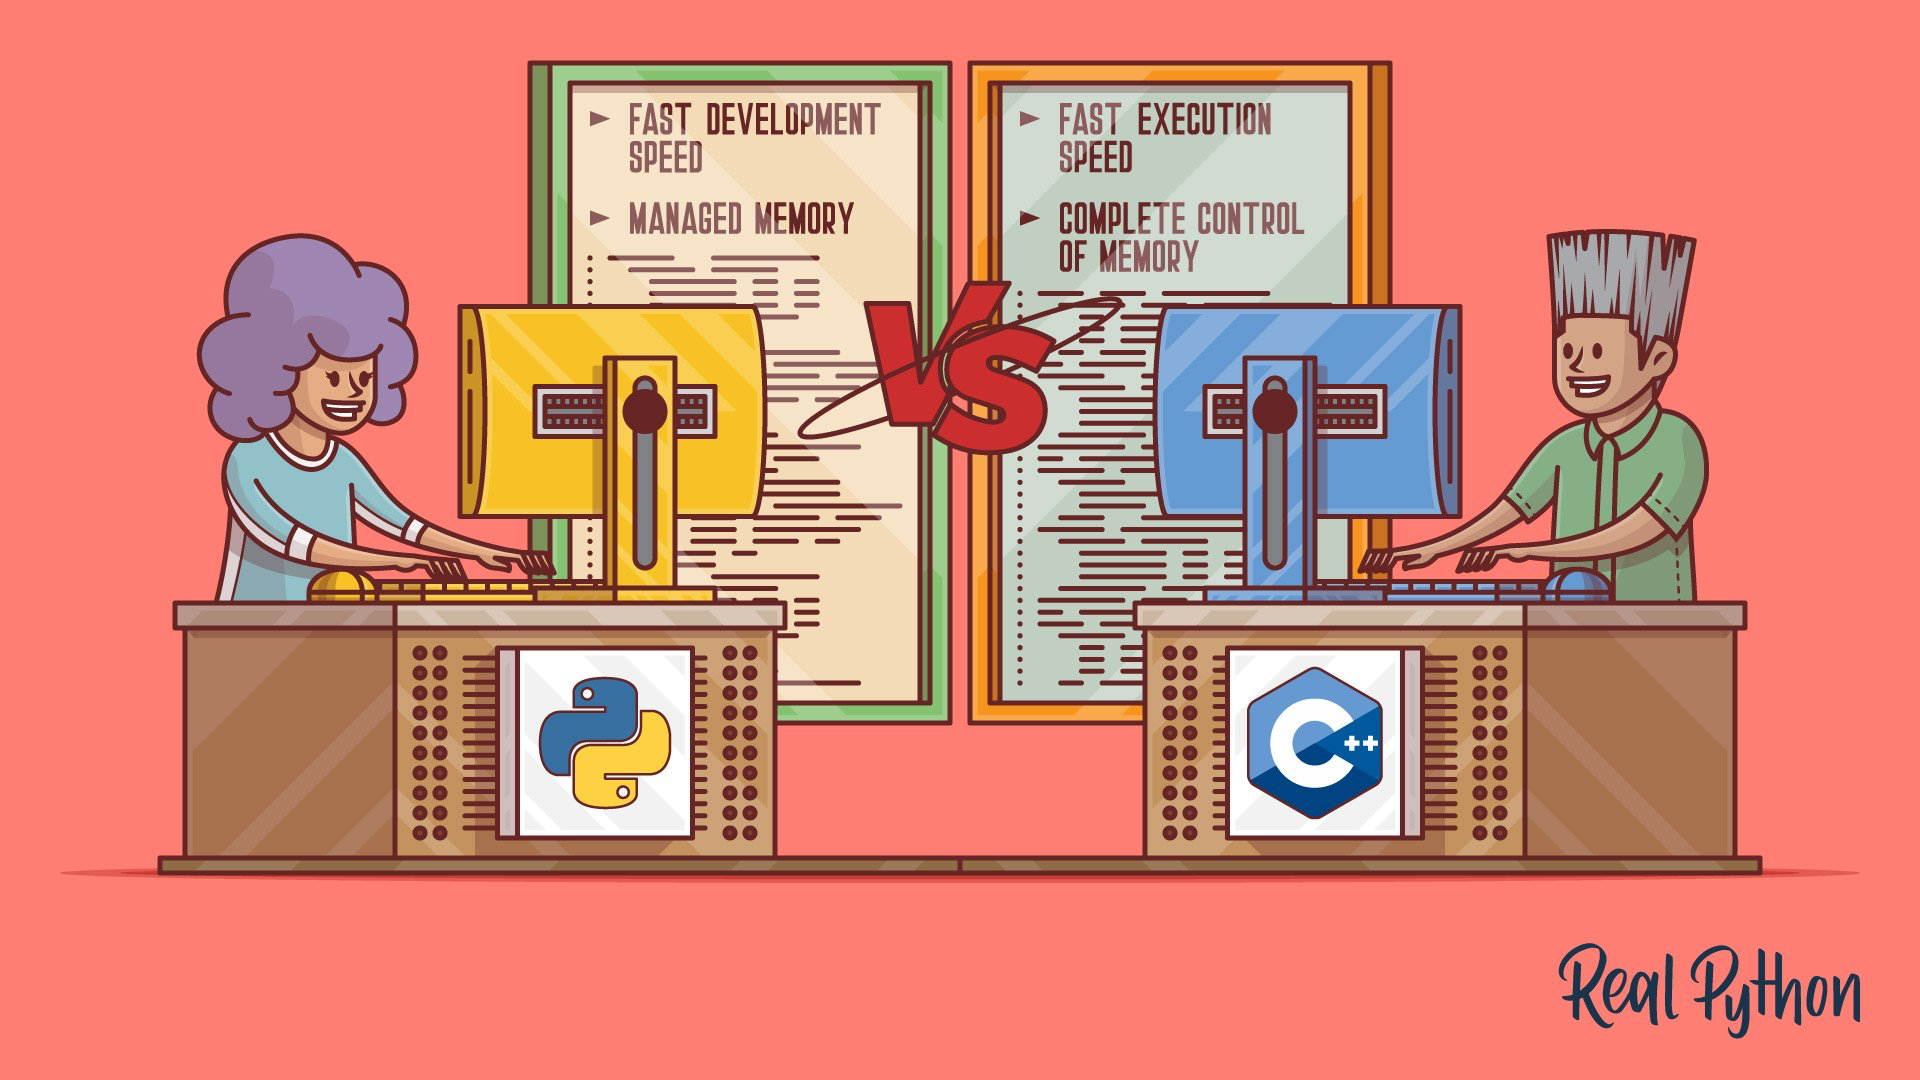 FAST DEVELOPMENT
SPEED
MANAGED MEMORY
FAST EXECUTION
SPEED
COMPLETE CONTROL
OF MEMORY
VS
C++
Real Python